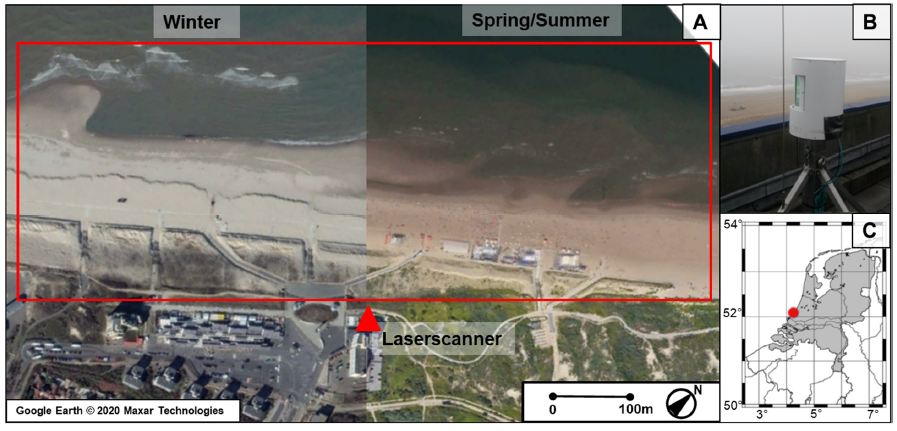 Winter
Spring/Summer
A
B
Laserscanner
Google Earth © 2020 Maxar Technologies
0 100m
N
C
54°
52°
50°
3° 5° 7°